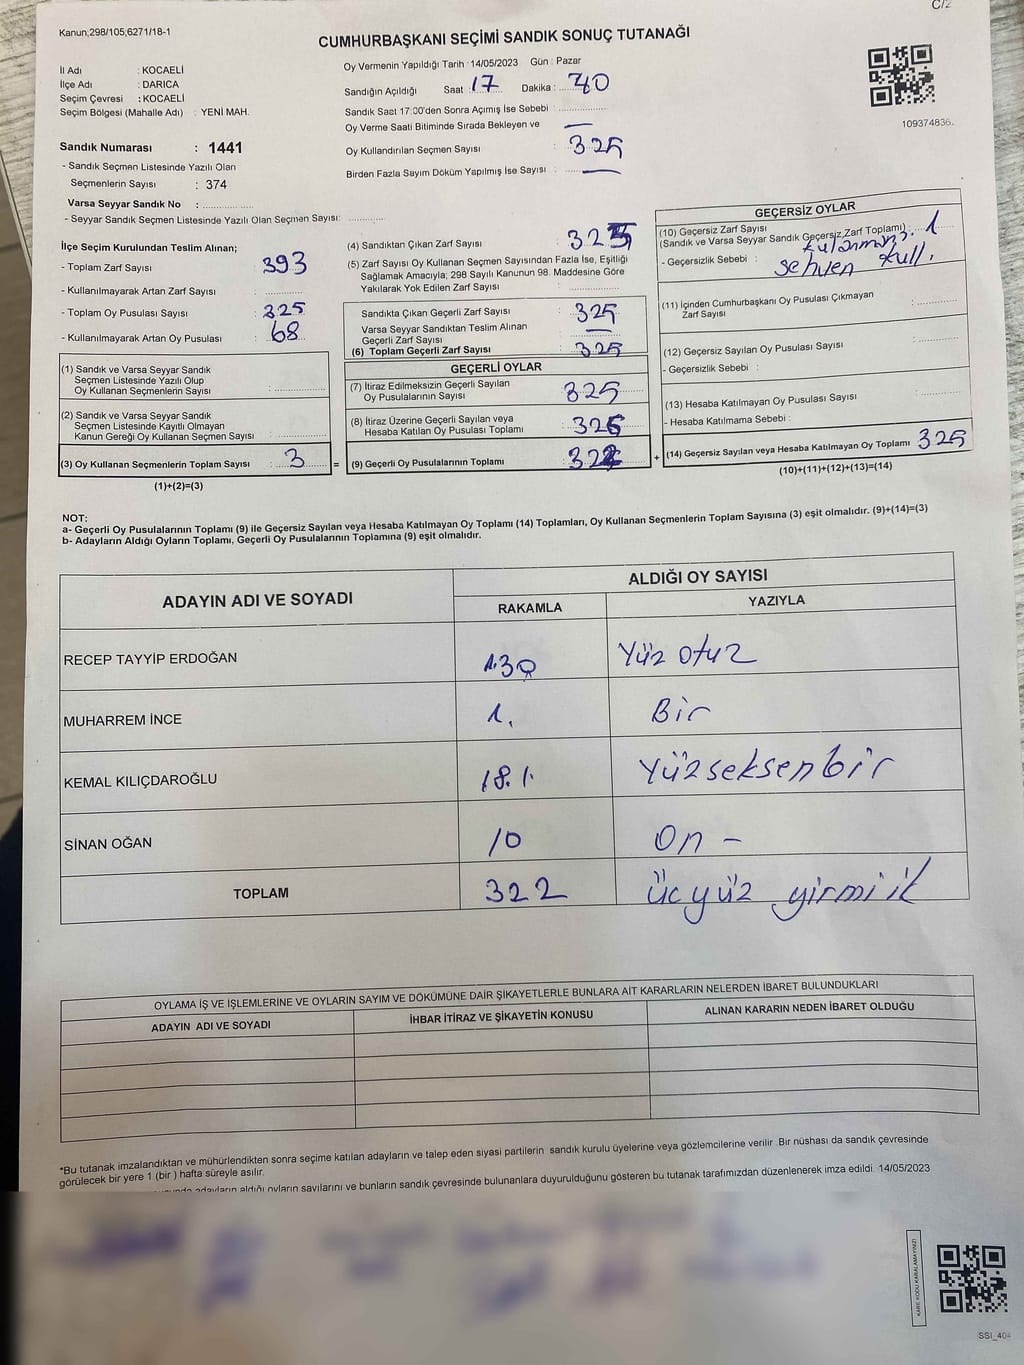 C/2
Kanun;298/105;6271/18-1
CUMHURBAŞKANI SEÇİMİ SANDIK SONUÇ TUTANAĞI
İl Adı : KOCAELİ
İlçe Adı : DARICA
Seçim Çevresi : KOCAELİ
Seçim Bölgesi (Mahalle Adı) : YENİ MAH.
Sandık Numarası : 1441
- Sandık Seçmen Listesinde Yazılı Olan
Seçmenlerin Sayısı : 374
Varsa Seyyar Sandık No :
- Seyyar Sandık Seçmen Listesinde Yazılı Olan Seçmen Sayısı:
Oy Vermenin Yapıldığı Tarih : 14/05/2023 Gün : Pazar
Sandığın Açıldığı Saat : 17 Dakika : 40
Sandık Saat 17:00'den Sonra Açımış İse Sebebi :
Oy Verme Saati Bitiminde Sırada Bekleyen ve
Oy Kullandırılan Seçmen Sayısı : 325
Birden Fazla Sayım Döküm Yapılmış İse Sayısı : —
109374836.
İlçe Seçim Kurulundan Teslim Alınan;
- Toplam Zarf Sayısı : 393
- Kullanılmayarak Artan Zarf Sayısı :
- Toplam Oy Pusulası Sayısı : 325
- Kullanılmayarak Artan Oy Pusulası : 68
(1) Sandık ve Varsa Seyyar Sandık
Seçmen Listesinde Yazılı Olup
Oy Kullanan Seçmenlerin Sayısı :
(2) Sandık ve Varsa Seyyar Sandık
Seçmen Listesinde Kayıtlı Olmayan
Kanun Gereği Oy Kullanan Seçmen Sayısı :
(3) Oy Kullanan Seçmenlerin Toplam Sayısı : 3 =
(1)+(2)=(3)
(4) Sandıktan Çıkan Zarf Sayısı : 325
(5) Zarf Sayısı Oy Kullanan Seçmen Sayısından Fazla İse, Eşitliği
Sağlamak Amacıyla; 298 Sayılı Kanunun 98. Maddesine Göre
Yakılarak Yok Edilen Zarf Sayısı :
Sandıkta Çıkan Geçerli Zarf Sayısı : 325
Varsa Seyyar Sandıktan Teslim Alınan
Geçerli Zarf Sayısı : —
(6) Toplam Geçerli Zarf Sayısı : 325
GEÇERLİ OYLAR
(7) İtiraz Edilmeksizin Geçerli Sayılan
Oy Pusulalarının Sayısı : 325
(8) İtiraz Üzerine Geçerli Sayılan veya
Hesaba Katılan Oy Pusulası Toplamı :
(9) Geçerli Oy Pusulalarının Toplamı : 322 +
GEÇERSİZ OYLAR
(10) Geçersiz Zarf Sayısı
(Sandık ve Varsa Seyyar Sandık Geçersiz Zarf Toplamı) : 1
- Geçersizlik Sebebi :
sehven kull.
(11) İçinden Cumhurbaşkanı Oy Pusulası Çıkmayan
Zarf Sayısı :
(12) Geçersiz Sayılan Oy Pusulası Sayısı :
- Geçersizlik Sebebi :
(13) Hesaba Katılmayan Oy Pusulası Sayısı :
- Hesaba Katılmama Sebebi :
(14) Geçersiz Sayılan veya Hesaba Katılmayan Oy Toplamı 325
(10)+(11)+(12)+(13)=(14)
NOT:
a- Geçerli Oy Pusulalarının Toplamı (9) ile Geçersiz Sayılan veya Hesaba Katılmayan Oy Toplamı (14) Toplamları, Oy Kullanan Seçmenlerin Toplam Sayısına (3) eşit olmalıdır. (9)+(14)=(3)
b- Adayların Aldığı Oyların Toplamı, Geçerli Oy Pusulalarının Toplamına (9) eşit olmalıdır.
ADAYIN ADI VE SOYADI
ALDIĞI OY SAYISI
RAKAMLA YAZIYLA
RECEP TAYYİP ERDOĞAN 130 Yüz otuz
MUHARREM İNCE 1. Bir
KEMAL KILIÇDAROĞLU 18.1. Yüzseksenbir
SİNAN OĞAN 10 On -
TOPLAM 322 Üçyüz yirmi ik
OYLAMA İŞ VE İŞLEMLERİNE VE OYLARIN SAYIM VE DÖKÜMÜNE DAİR ŞİKAYETLERLE BUNLARA AİT KARARLARIN NELERDEN İBARET BULUNDUKLARI
ADAYIN ADI VE SOYADI İHBAR İTİRAZ VE ŞİKAYETİN KONUSU ALINAN KARARIN NEDEN İBARET OLDUĞU
*Bu tutanak imzalandıktan ve mühürlendikten sonra seçime katılan adayların ve talep eden siyasi partilerin sandık kurulu üyelerine veya gözlemcilerine verilir. Bir nüshası da sandık çevresinde
görülecek bir yere 1 (bir ) hafta süreyle asılır.
adayların aldığı oyların sayılarını ve bunların sandık çevresinde bulunanlara duyurulduğunu gösteren bu tutanak tarafımızdan düzenlenerek imza edildi. 14/05/2023
KARE KODU KARALAMAYINIZ!
SSI_404